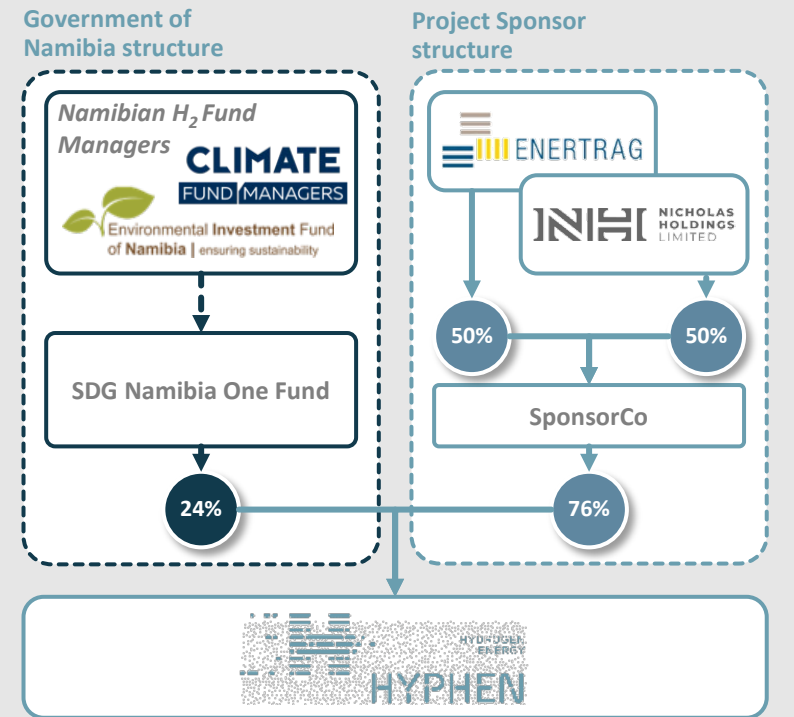 Government of
Namibia structure
Project Sponsor
structure
Namibian H2 Fund
Managers
CLIMATE
FUND MANAGERS
Environmental Investment Fund
of Namibia | ensuring sustainability
ENERTRAG
NH
NICHOLAS
HOLDINGS
LIMITED
50%
50%
SDG Namibia One Fund
SponsorCo
24%
76%
H
HYDROGEN
ENERGY
HYPHEN